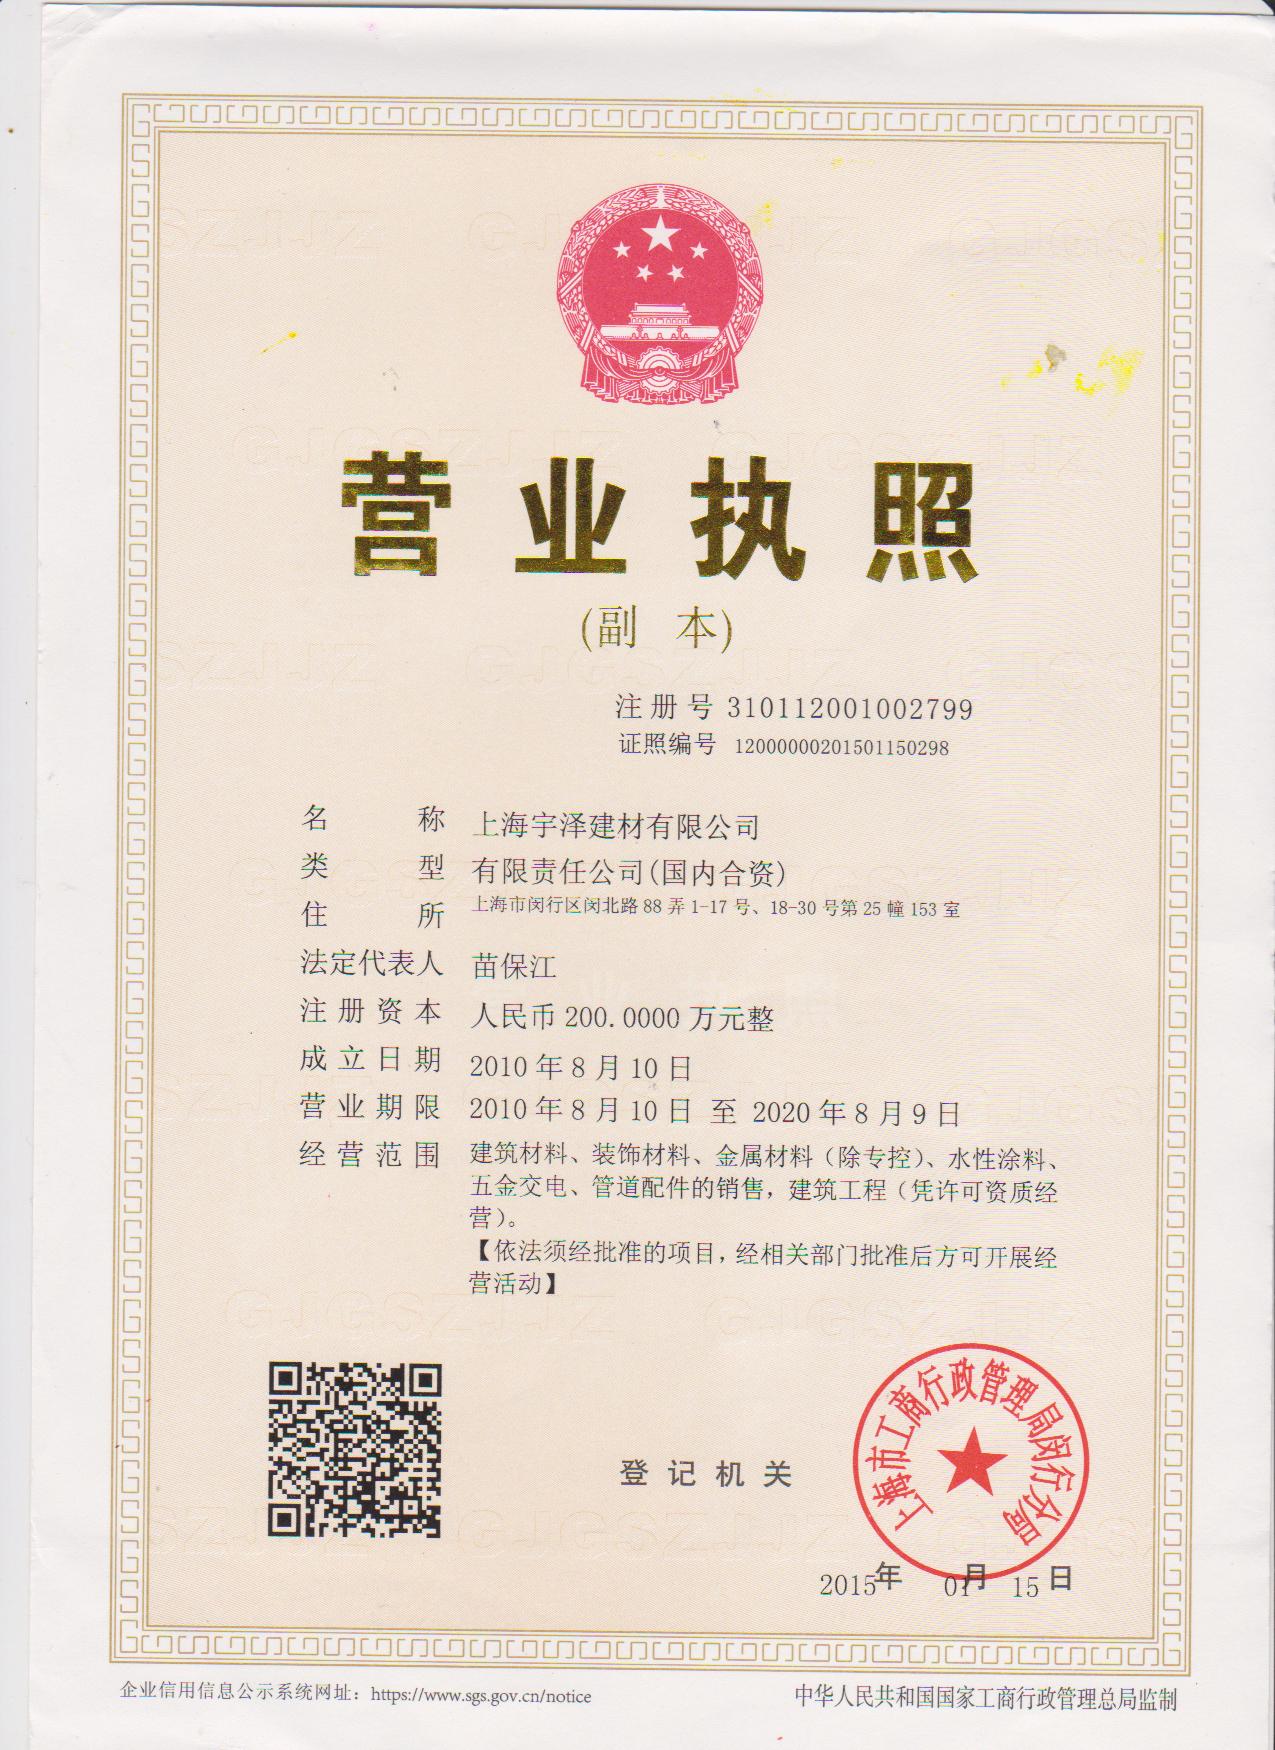 营业执照
(副 本)
注册号 310112001002799
证照编号 12000000201501150298
名称 上海宇泽建材有限公司
类型 有限责任公司(国内合资)
住所 上海市闵行区闵北路88弄1-17号、18-30号第25幢153室
法定代表人 苗保江
注册资本 人民币200.0000万元整
成立日期 2010年8月10日
营业期限 2010年8月10日 至 2020年8月9日
经营范围 建筑材料、装饰材料、金属材料（除专控）、水性涂料、
五金交电、管道配件的销售，建筑工程（凭许可资质经
营）。
【依法须经批准的项目，经相关部门批准后方可开展经
营活动】
上海市工商行政管理局闵行分局
登记机关
2015年 01月 15日
企业信用信息公示系统网址：https://www.sgs.gov.cn/notice
中华人民共和国国家工商行政管理总局监制